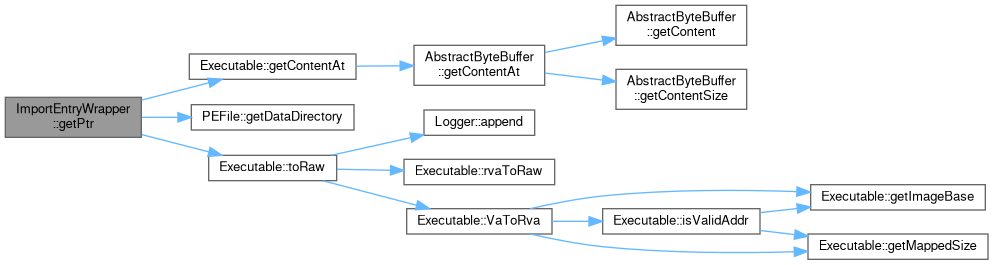 ImportEntryWrapper
::getPtr
Executable::getContentAt
PEFile::getDataDirectory
Executable::toRaw
AbstractByteBuffer
::getContentAt
Logger::append
Executable::rvaToRaw
Executable::VaToRva
AbstractByteBuffer
::getContent
AbstractByteBuffer
::getContentSize
Executable::isValidAddr
Executable::getImageBase
Executable::getMappedSize